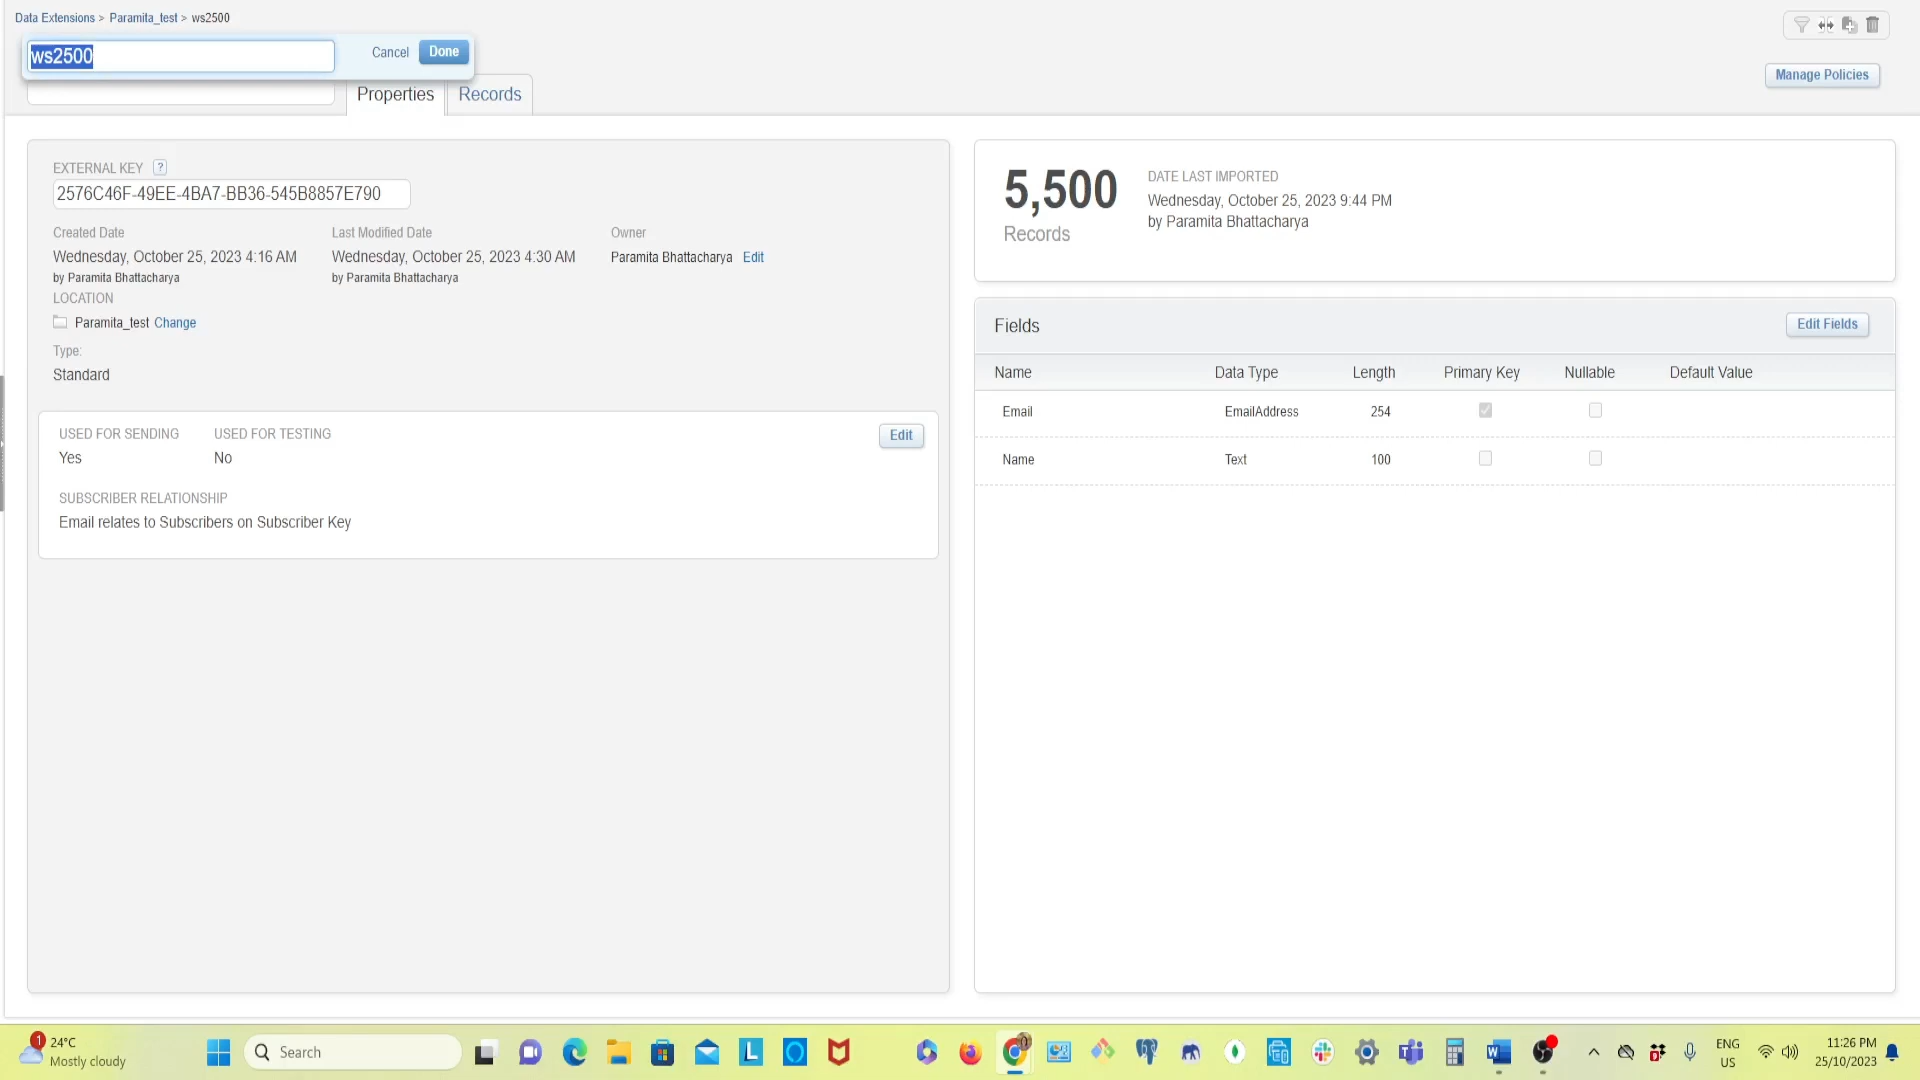 Data Extensions > Paramita_test > ws2500
ws2500
Cancel
Done
Properties
Records
Manage Policies
EXTERNAL KEY ?
2576C46F-49EE-4BA7-BB36-545B8857E790
Created Date
Last Modified Date
Owner
Wednesday, October 25, 2023 4:16 AM
Wednesday, October 25, 2023 4:30 AM
Paramita Bhattacharya Edit
by Paramita Bhattacharya
by Paramita Bhattacharya
LOCATION
Paramita_test Change
Type:
Standard
USED FOR SENDING
USED FOR TESTING
Edit
Yes
No
SUBSCRIBER RELATIONSHIP
Email relates to Subscribers on Subscriber Key
5,500
Records
DATE LAST IMPORTED
Wednesday, October 25, 2023 9:44 PM
by Paramita Bhattacharya
Fields
Edit Fields
Name Data Type Length Primary Key Nullable Default Value
Email EmailAddress 254
Name Text 100
1
24°C
Mostly cloudy
Search
L
W
ENG
US
11:26 PM
25/10/2023